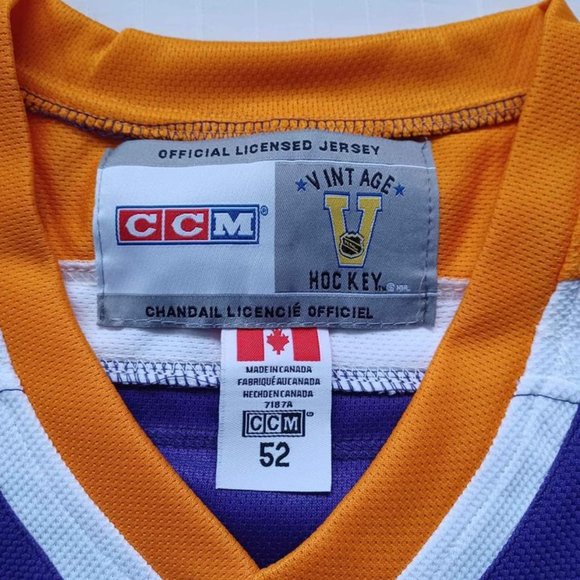 OFFICIAL LICENSED JERSEY
CCM®
VINTAGE
V
HOCKEY
CHANDAIL LICENCIÉ OFFICIEL
MADE IN CANADA
FABRIQUÉ AU CANADA
HECHO EN CANADA
7187A
CCM
52